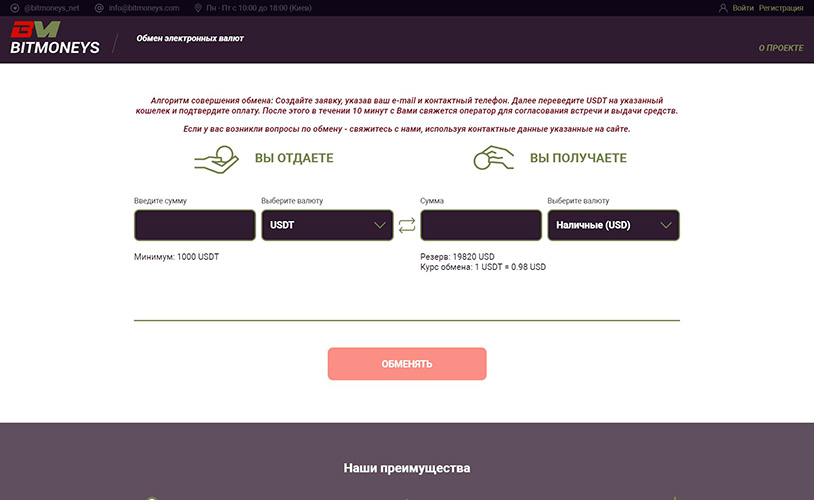 @bitmoneys_net info@bitmoneys.com Пн - Пт с 10:00 до 18:00 (Киев) Войти Регистрация
BM
BITMONEYS
Обмен электронных валют
О ПРОЕКТЕ
Алгоритм совершения обмена: Создайте заявку, указав ваш e-mail и контактный телефон. Далее переведите USDT на указанный
кошелек и подтвердите оплату. После этого в течении 10 минут с Вами свяжется оператор для согласования встречи и выдачи средств.
Если у вас возникли вопросы по обмену - свяжитесь с нами, используя контактные данные указанные на сайте.
ВЫ ОТДАЕТЕ ВЫ ПОЛУЧАЕТЕ
Введите сумму Выберите валюту Сумма Выберите валюту
USDT Наличные (USD)
Минимум: 1000 USDT Резерв: 19820 USD
Курс обмена: 1 USDT = 0.98 USD
ОБМЕНЯТЬ
Наши преимущества